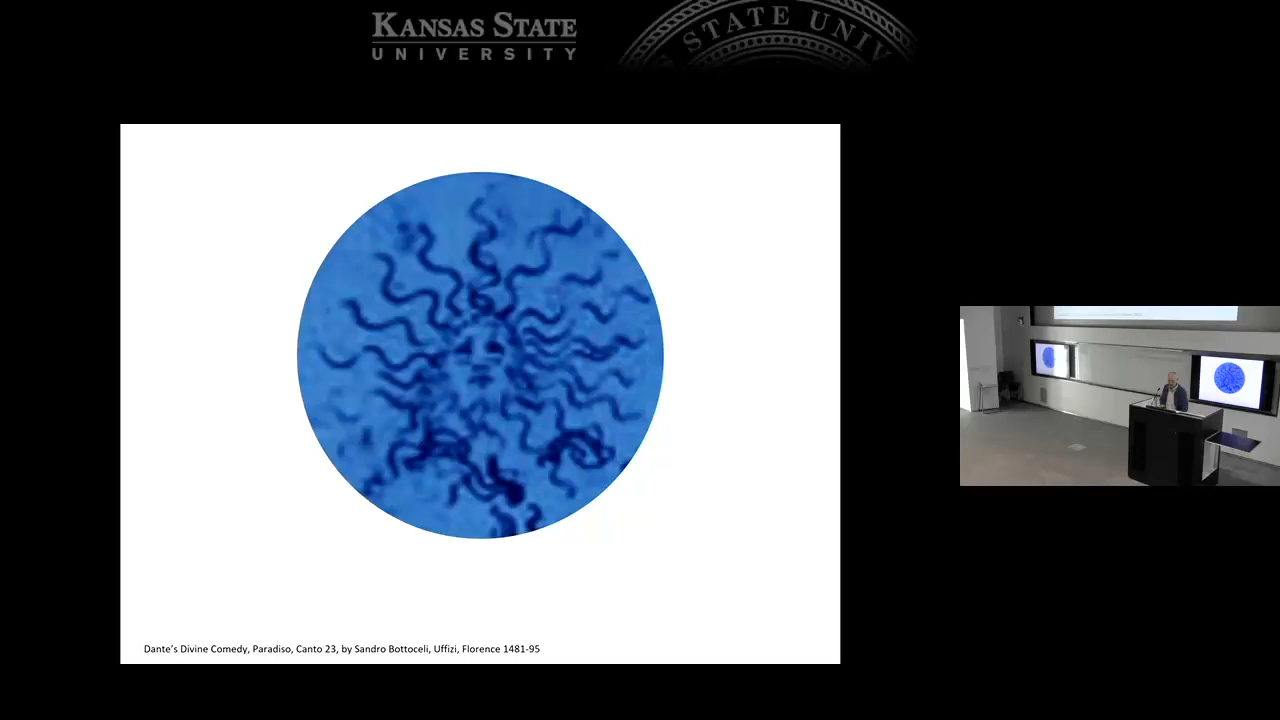 KANSAS STATE
UNIVERSITY
STATE UNIV
Dante's Divine Comedy, Paradiso, Canto 23, by Sandro Bottoceli, Uffizi, Florence 1481-95